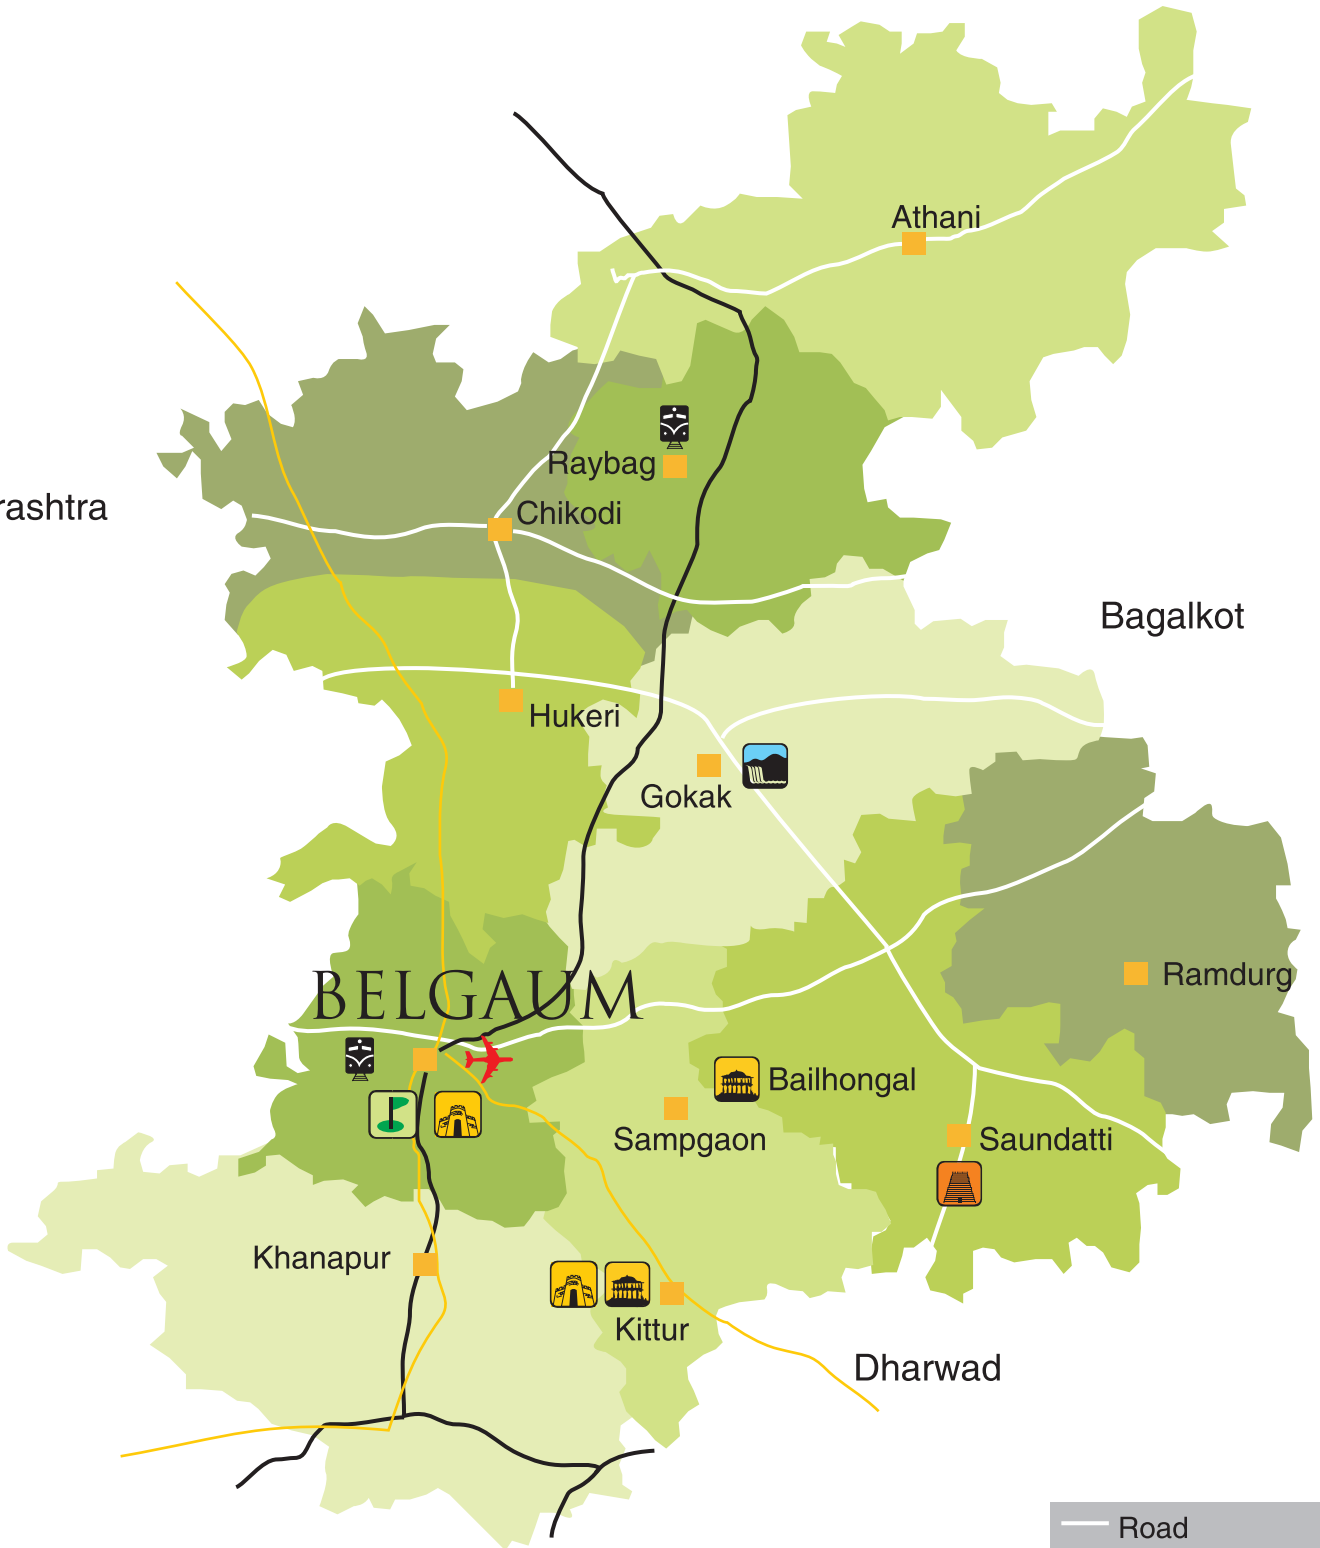 Athani
Raybag
rashtra
Chikodi
Bagalkot
Hukeri
Gokak
Ramdurg
BELGAUM
Bailhongal
Sampgaon
Saundatti
Khanapur
Kittur
Dharwad
Road